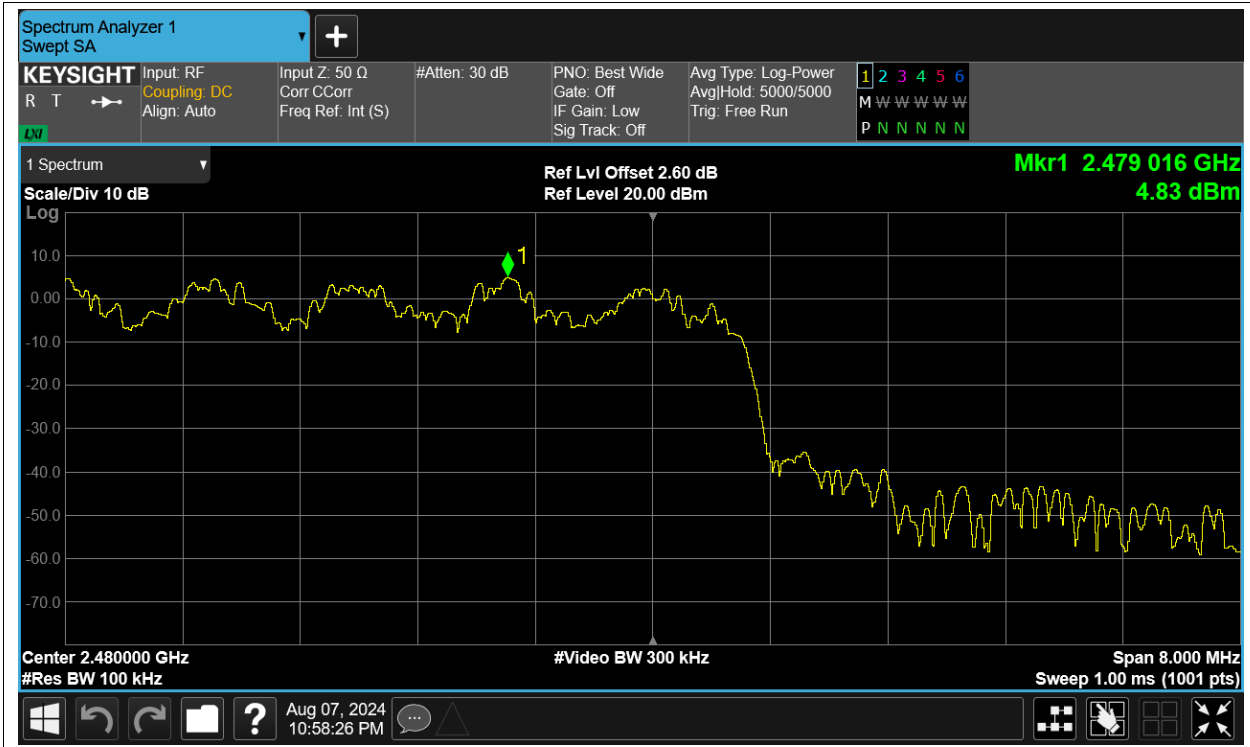 Spectrum Analyzer 1
Swept SA
+
KEYSIGHT
R T
LXI
Input: RF
Coupling: DC
Align: Auto
Input Z: 50 Ω
Corr CCorr
Freq Ref: Int (S)
#Atten: 30 dB
PNO: Best Wide
Gate: Off
IF Gain: Low
Sig Track: Off
Avg Type: Log-Power
Avg|Hold: 5000/5000
Trig: Free Run
1 2 3 4 5 6
M W W W W W
P N N N N N
1 Spectrum
Scale/Div 10 dB
Log
Ref Lvl Offset 2.60 dB
Ref Level 20.00 dBm
Mkr1 2.479 016 GHz
4.83 dBm
1
10.0
0.00
-10.0
-20.0
-30.0
-40.0
-50.0
-60.0
-70.0
Center 2.480000 GHz
#Res BW 100 kHz
#Video BW 300 kHz
Span 8.000 MHz
Sweep 1.00 ms (1001 pts)
?
Aug 07, 2024
10:58:26 PM